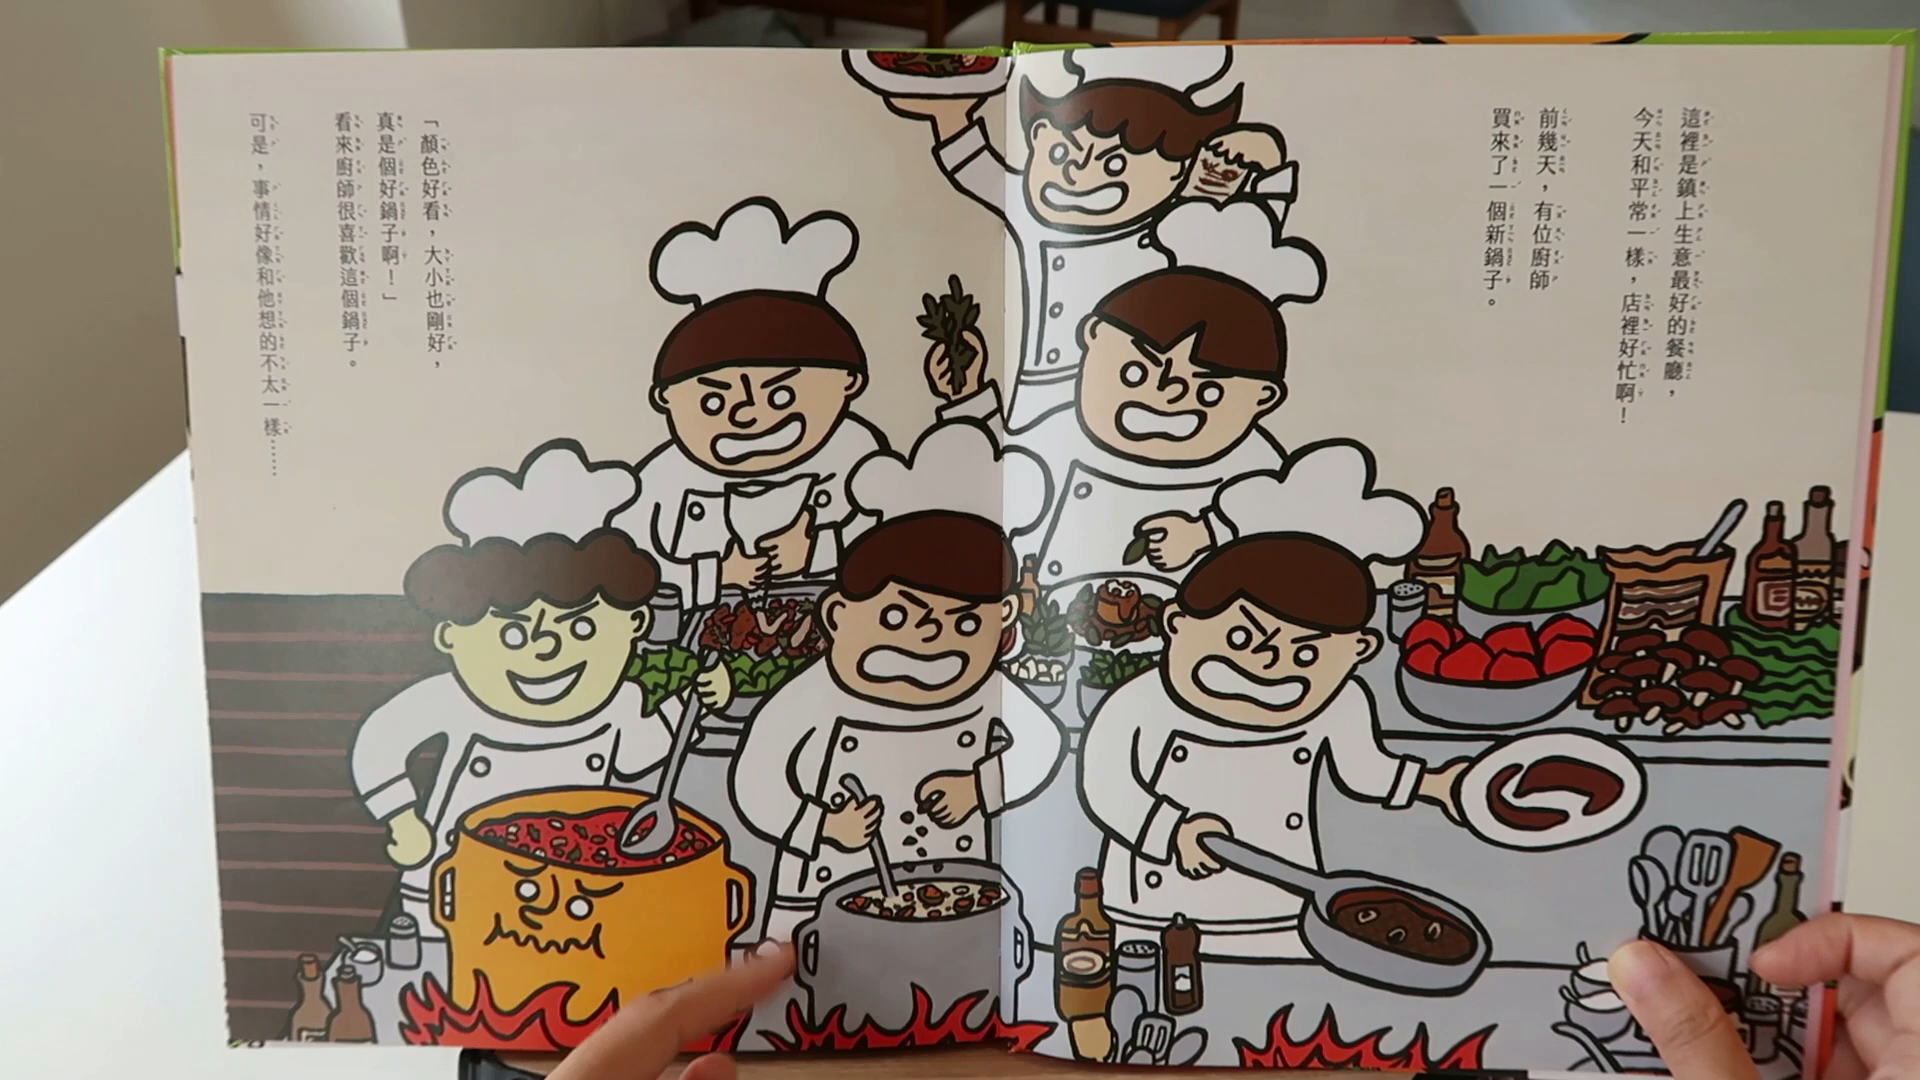 這裡是鎮上生意最好的餐廳，
今天和平常一樣，店裡好忙啊！
前幾天，有位廚師
買來了一個新鍋子。
「顏色好看，大小也剛好，
真是個好鍋子啊！」
看來廚師很喜歡這個鍋子。
可是，事情好像和他想的不太一樣……